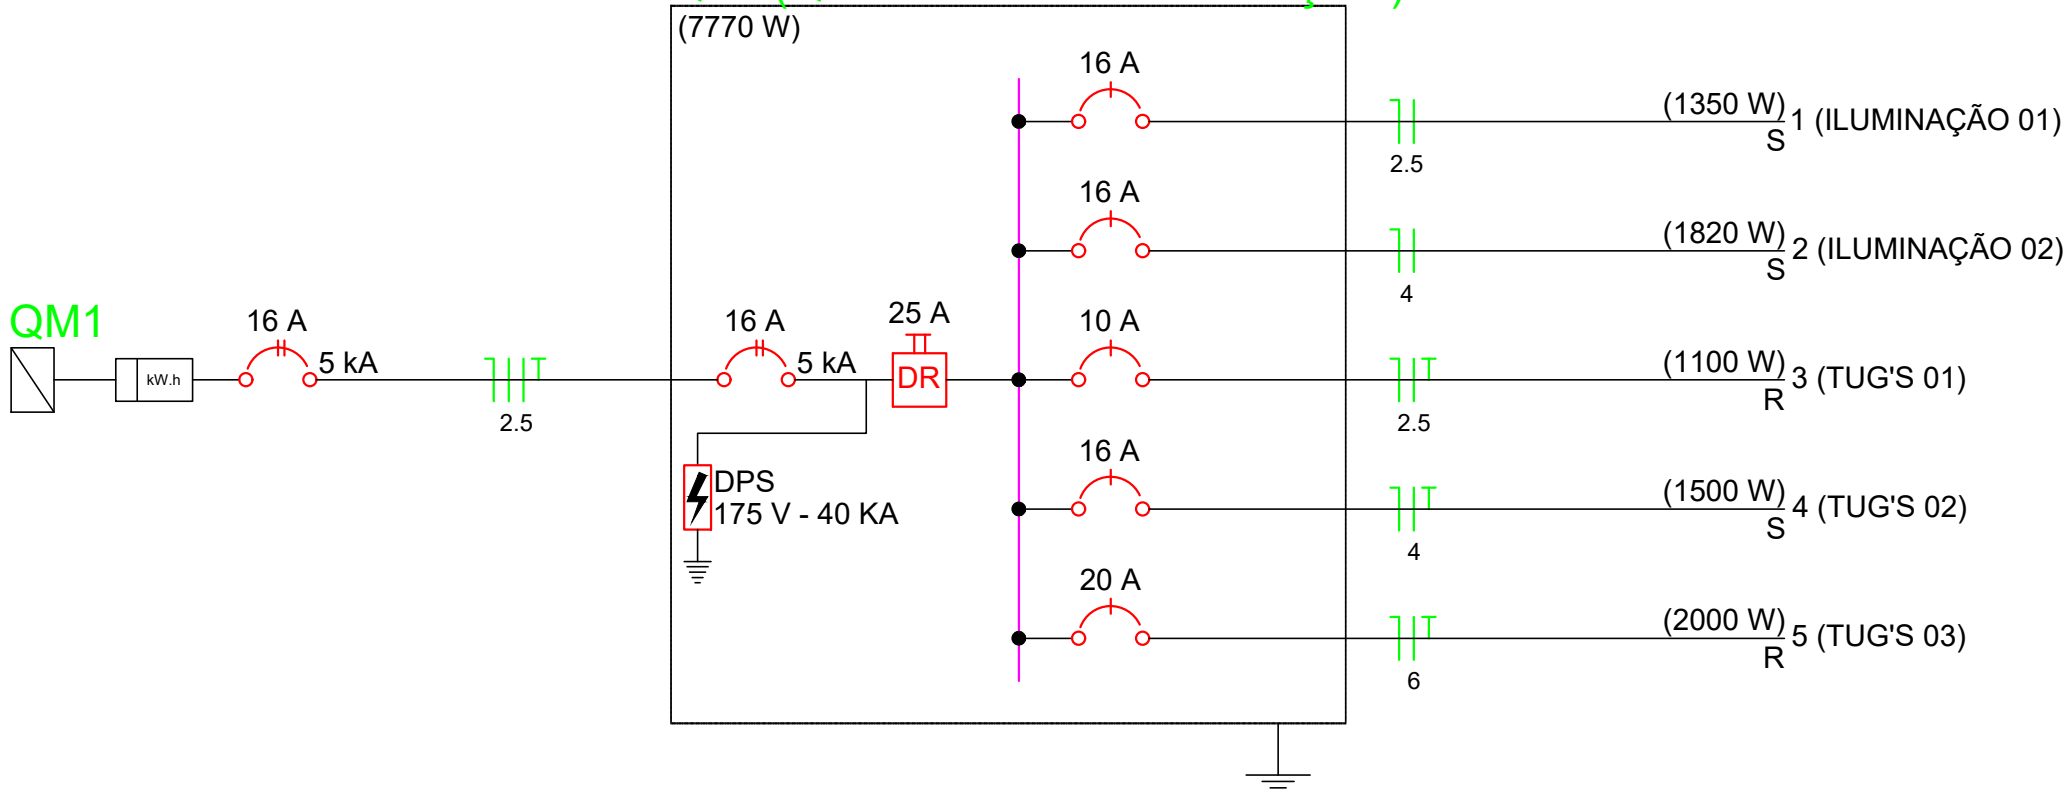 (7770 W)
16 A
(1350 W)
1 (ILUMINAÇÃO 01)
S
2.5
16 A
(1820 W)
2 (ILUMINAÇÃO 02)
S
4
QM1
kW.h
16 A
5 kA
2.5
16 A
5 kA
25 A
DR
10 A
(1100 W)
3 (TUG'S 01)
R
2.5
DPS
175 V - 40 KA
16 A
(1500 W)
4 (TUG'S 02)
S
4
20 A
(2000 W)
5 (TUG'S 03)
R
6